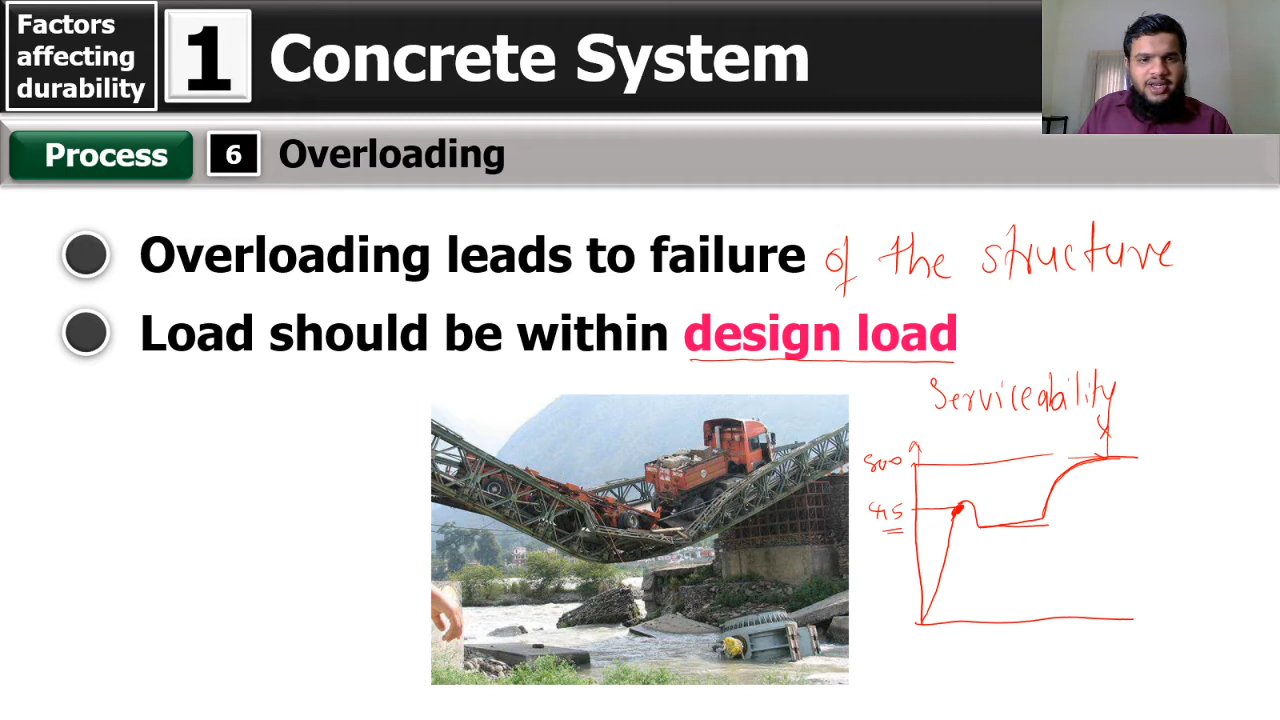 Factors
affecting
durability
1
Concrete System
Process
6
Overloading
Overloading leads to failure of the structure
Load should be within design load
Serviceability
500
415